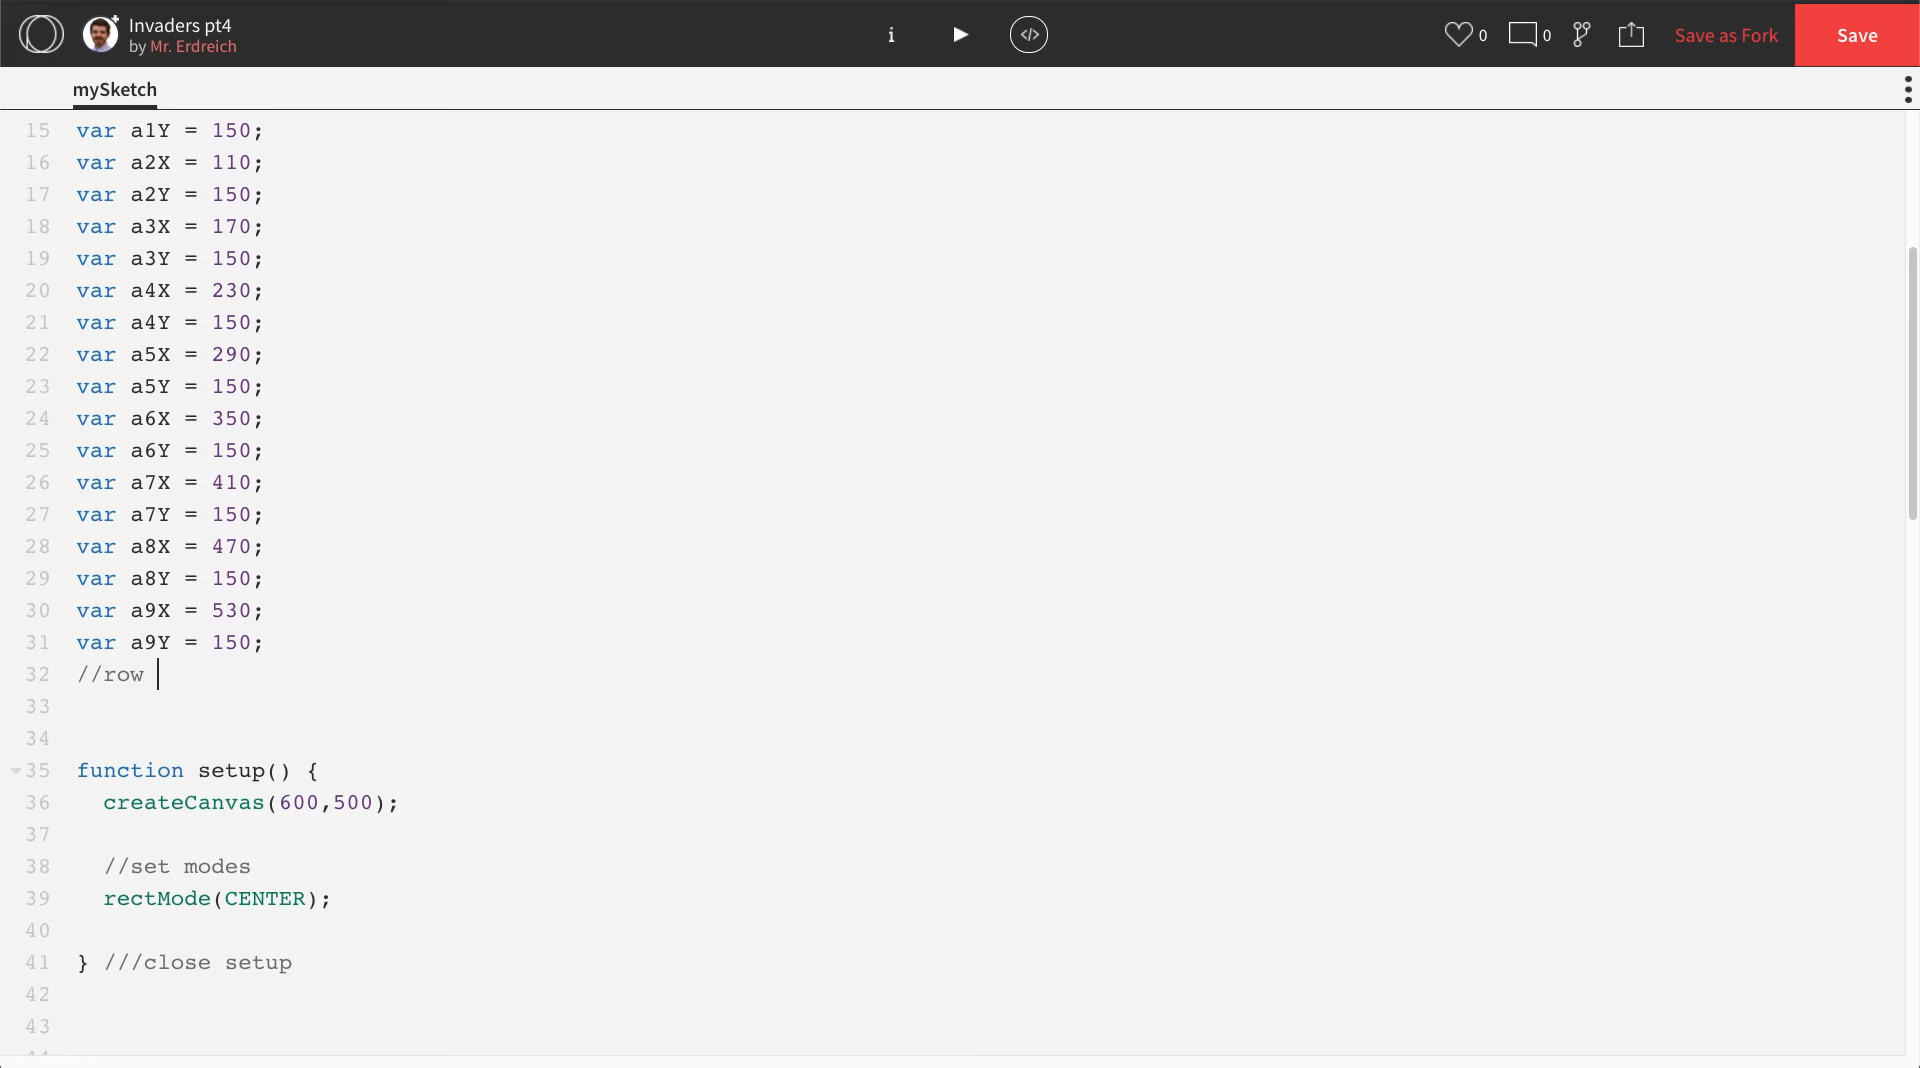 Invaders pt4
by Mr. Erdreich
i
</>
0
0
Save as Fork
Save
mySketch
15 var a1Y = 150;
16 var a2X = 110;
17 var a2Y = 150;
18 var a3X = 170;
19 var a3Y = 150;
20 var a4X = 230;
21 var a4Y = 150;
22 var a5X = 290;
23 var a5Y = 150;
24 var a6X = 350;
25 var a6Y = 150;
26 var a7X = 410;
27 var a7Y = 150;
28 var a8X = 470;
29 var a8Y = 150;
30 var a9X = 530;
31 var a9Y = 150;
32 //row
33
34
35 function setup() {
36 createCanvas(600,500);
37
38 //set modes
39 rectMode(CENTER);
40
41 } ///close setup
42
43